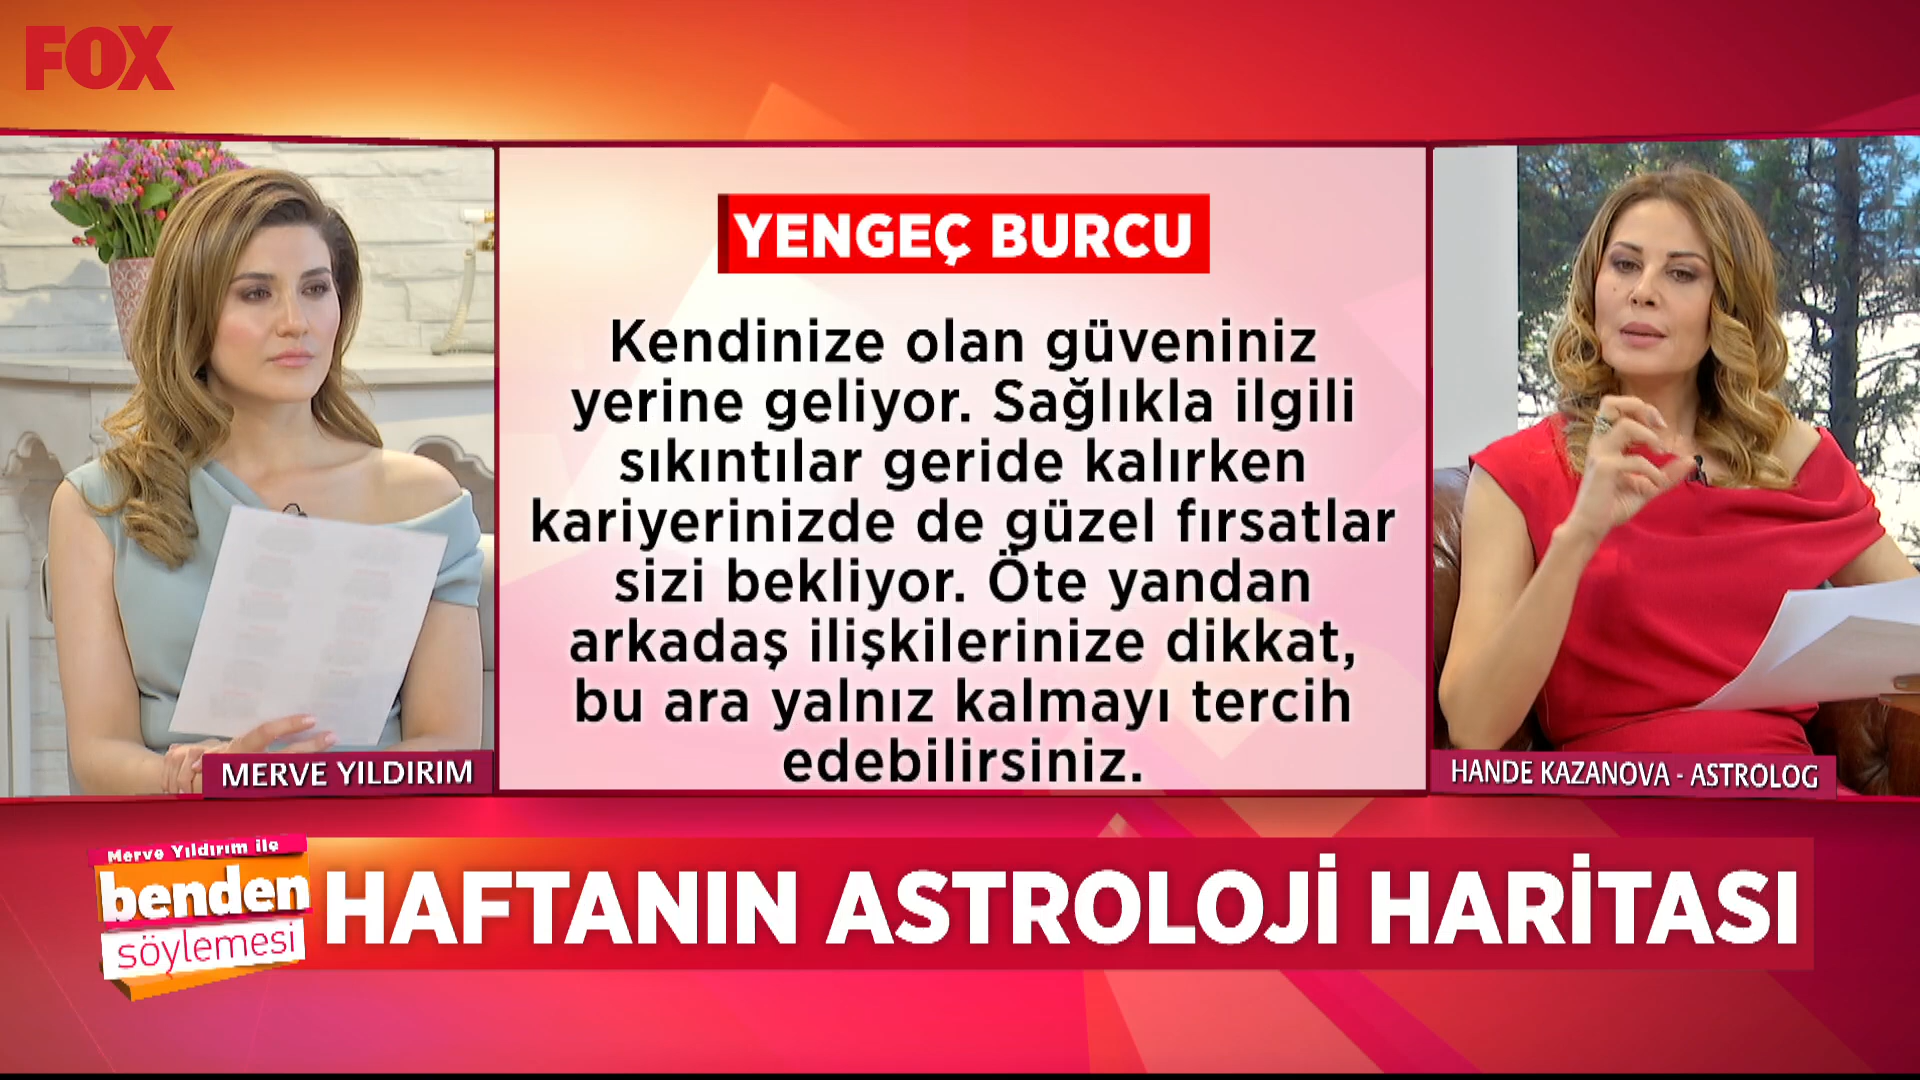 FOX
YENGEÇ BURCU
Kendinize olan güveniniz
yerine geliyor. Sağlıkla ilgili
sıkıntılar geride kalırken
kariyerinizde de güzel fırsatlar
sizi bekliyor. Öte yandan
arkadaş ilişkilerinize dikkat,
bu ara yalnız kalmayı tercih
edebilirsiniz.
MERVE YILDIRIM
HANDE KAZANOVA - ASTROLOG
Merve Yıldırım ile
benden
söylemesi
HAFTANIN ASTROLOJİ HARİTASI